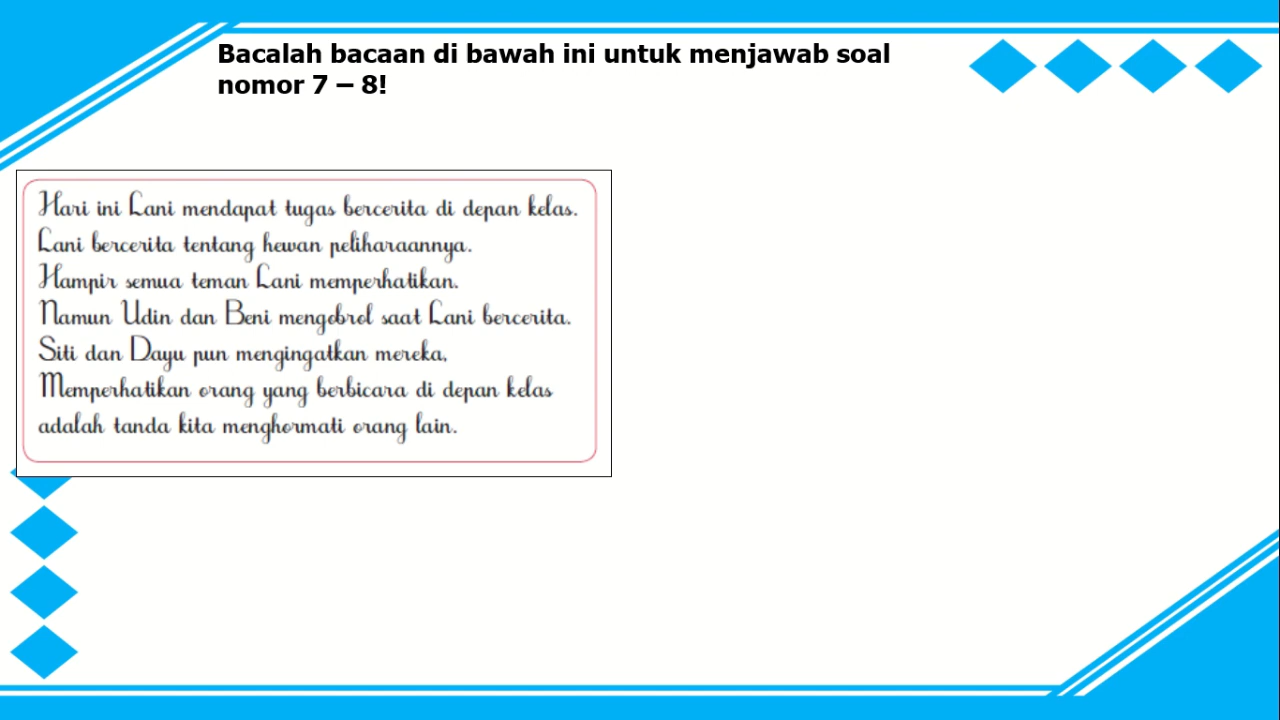 Bacalah bacaan di bawah ini untuk menjawab soal
nomor 7 – 8!
Hari ini Lani mendapat tugas bercerita di depan kelas.
Lani bercerita tentang hewan peliharaannya.
Hampir semua teman Lani memperhatikan.
Namun Udin dan Beni mengobrol saat Lani bercerita.
Siti dan Dayu pun mengingatkan mereka,
Memperhatikan orang yang berbicara di depan kelas
adalah tanda kita menghormati orang lain.